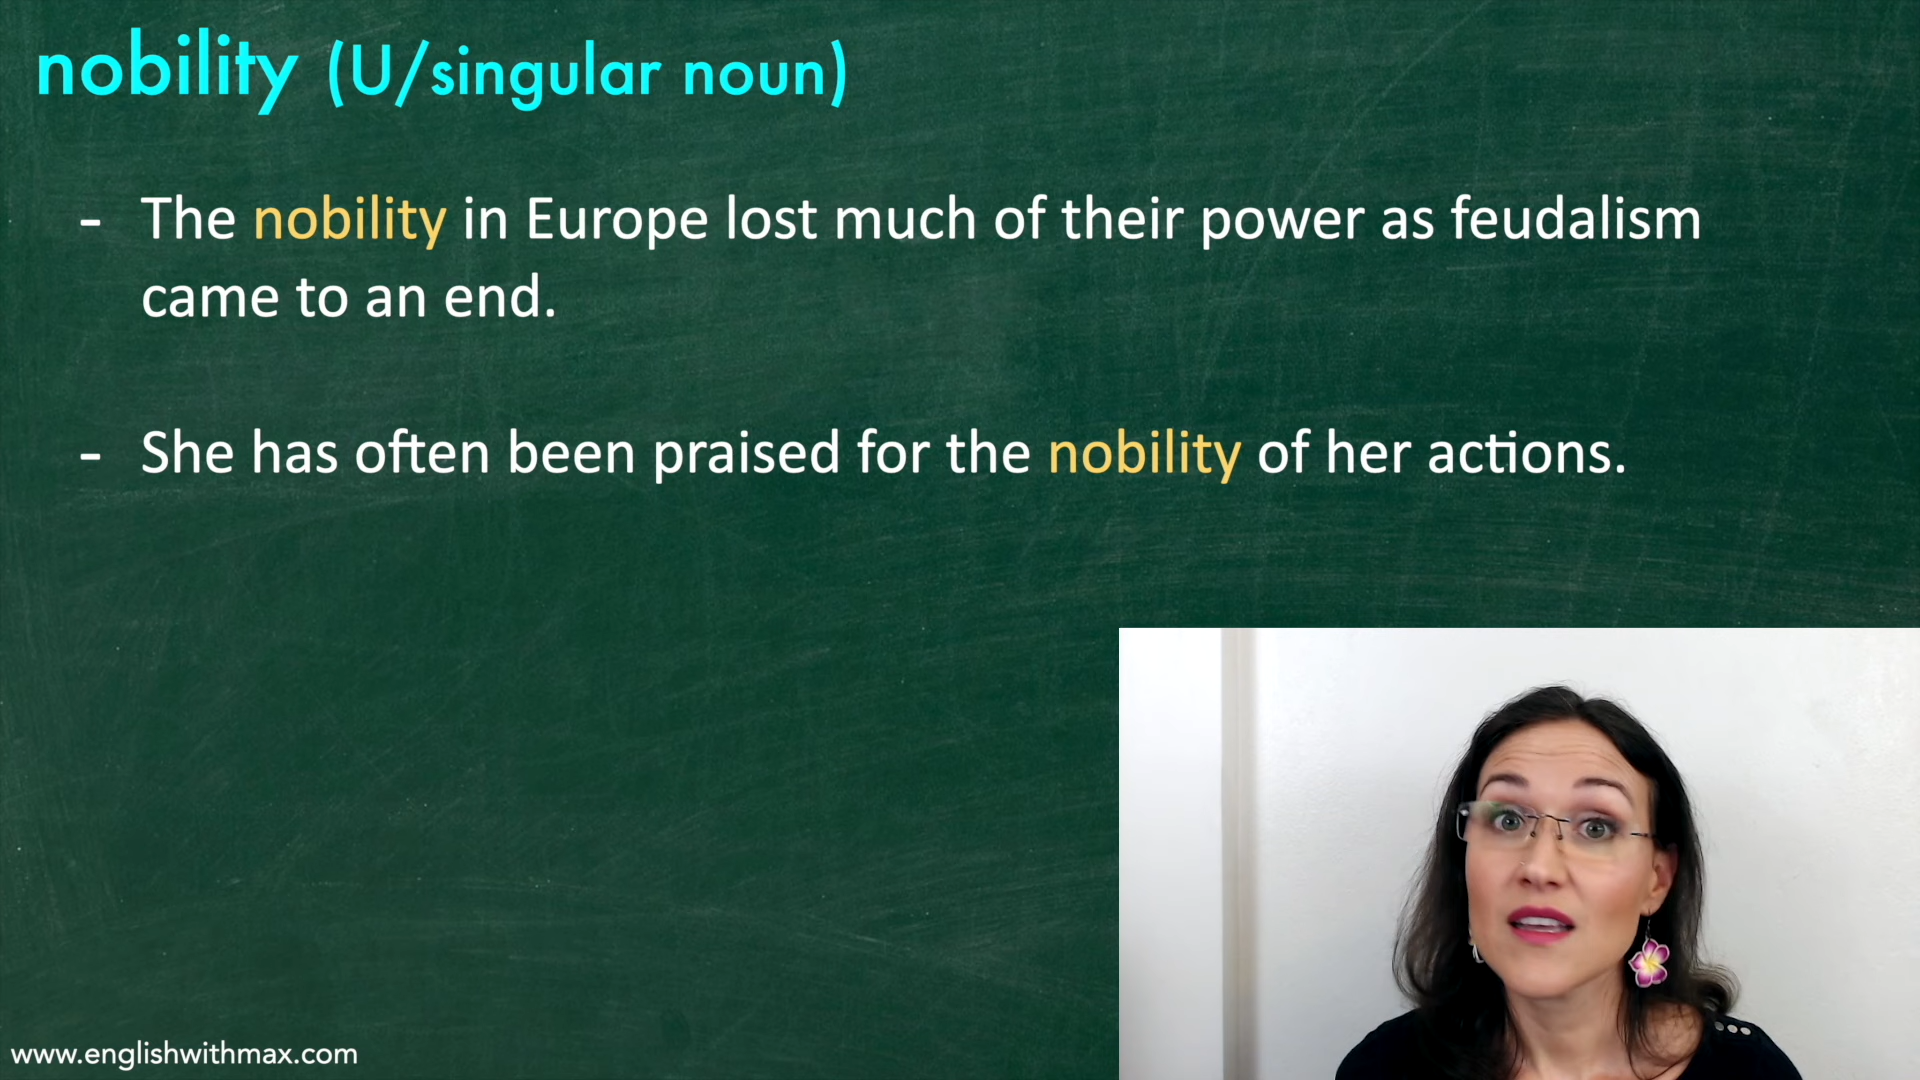 nobility (U/singular noun)
- The nobility in Europe lost much of their power as feudalism
came to an end.
- She has often been praised for the nobility of her actions.
www.englishwithmax.com